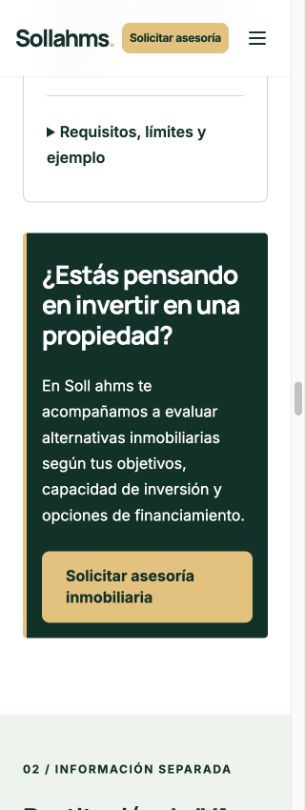 Sollahms.
Solicitar asesoría
Requisitos, límites y
ejemplo
¿Estás pensando
en invertir en una
propiedad?
En Soll ahms te
acompañamos a evaluar
alternativas inmobiliarias
según tus objetivos,
capacidad de inversión y
opciones de financiamiento.
Solicitar asesoría
inmobiliaria
02 / INFORMACIÓN SEPARADA